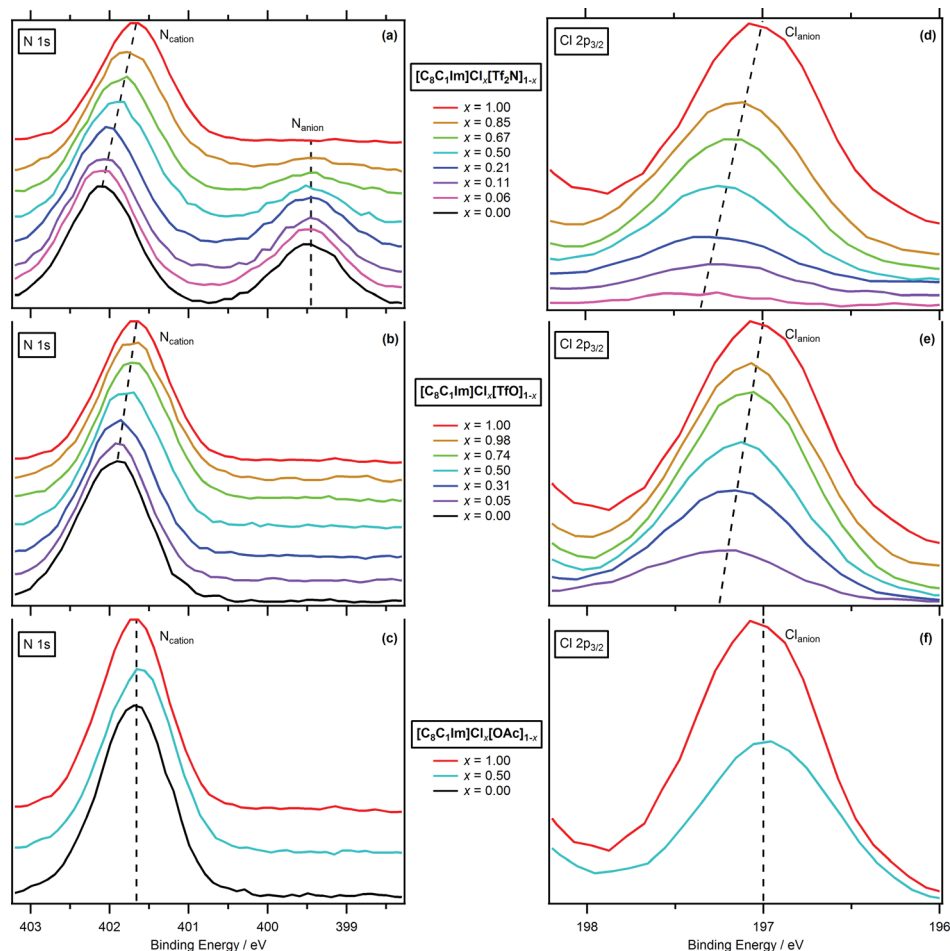 N 1s
N_cation
(a)
N_anion
[C₈C₁Im]Clₓ[Tf₂N]₁₋ₓ
x = 1.00
x = 0.85
x = 0.67
x = 0.50
x = 0.21
x = 0.11
x = 0.06
x = 0.00
Cl 2p₃/₂
Cl_anion
(d)
N 1s
N_cation
(b)
[C₈C₁Im]Clₓ[TfO]₁₋ₓ
x = 1.00
x = 0.98
x = 0.74
x = 0.50
x = 0.31
x = 0.05
x = 0.00
Cl 2p₃/₂
Cl_anion
(e)
N 1s
N_cation
(c)
[C₈C₁Im]Clₓ[OAc]₁₋ₓ
x = 1.00
x = 0.50
x = 0.00
Cl 2p₃/₂
Cl_anion
(f)
403 402 401 400 399
Binding Energy / eV
198 197 196
Binding Energy / eV